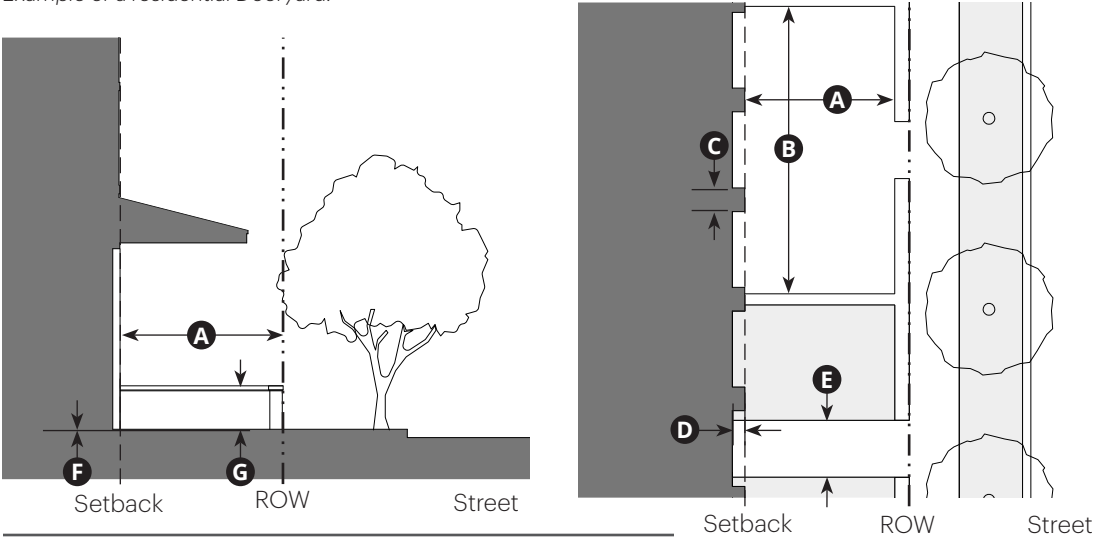 Example of a residential Dooryard.
A
F
G
Setback
ROW
Street
A
B
C
E
D
Setback
ROW
Street